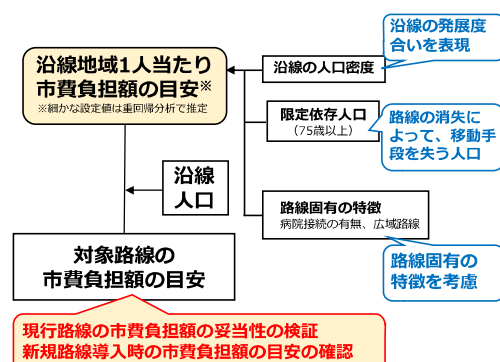 沿線の発展度
合いを表現
沿線地域1人当たり
市費負担額の目安※
※細かな設定値は重回帰分析で推定
沿線の人口密度
限定依存人口
（75歳以上）
路線の消失に
よって、移動手
段を失う人口
沿線
人口
路線固有の特徴
病院接続の有無、広域路線
対象路線の
市費負担額の目安
路線固有の
特徴を考慮
現行路線の市費負担額の妥当性の検証
新規路線導入時の市費負担額の目安の確認